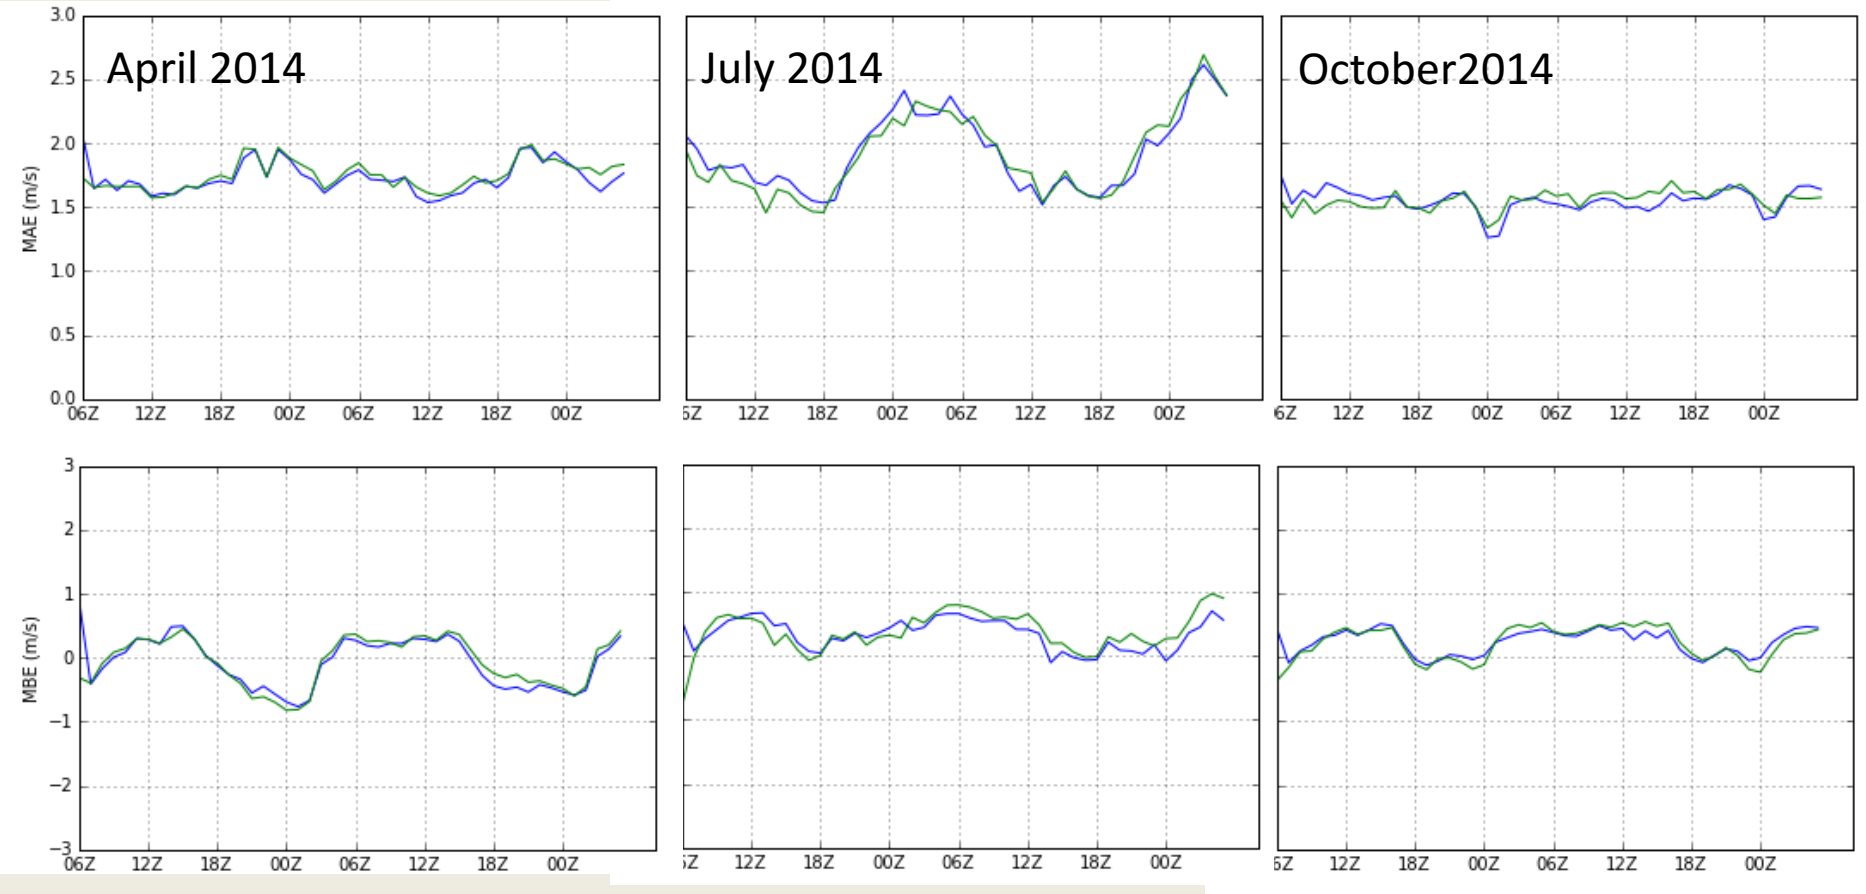 April 2014
July 2014
October2014
MAE (m/s)
3.0
2.5
2.0
1.5
1.0
0.5
0.0
06Z 12Z 18Z 00Z 06Z 12Z 18Z 00Z
6Z 12Z 18Z 00Z 06Z 12Z 18Z 00Z
6Z 12Z 18Z 00Z 06Z 12Z 18Z 00Z
MBE (m/s)
3
2
1
0
−1
−2
−3
06Z 12Z 18Z 00Z 06Z 12Z 18Z 00Z
Z 12Z 18Z 00Z 06Z 12Z 18Z 00Z
6Z 12Z 18Z 00Z 06Z 12Z 18Z 00Z